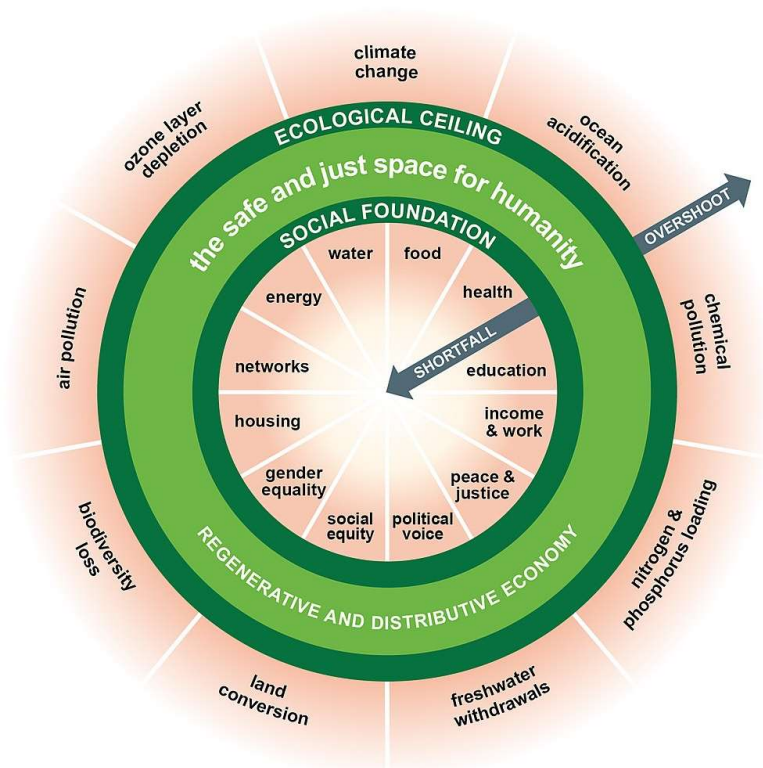 climate
change
ocean
acidification
chemical
pollution
nitrogen &
phosphorus loading
freshwater
withdrawals
land
conversion
biodiversity
loss
air pollution
ozone layer
depletion
OVERSHOOT
ECOLOGICAL CEILING
the safe and just space for humanity
SOCIAL FOUNDATION
water
food
health
SHORTFALL
education
income
& work
peace &
justice
political
voice
social
equity
gender
equality
housing
networks
energy
REGENERATIVE AND DISTRIBUTIVE ECONOMY